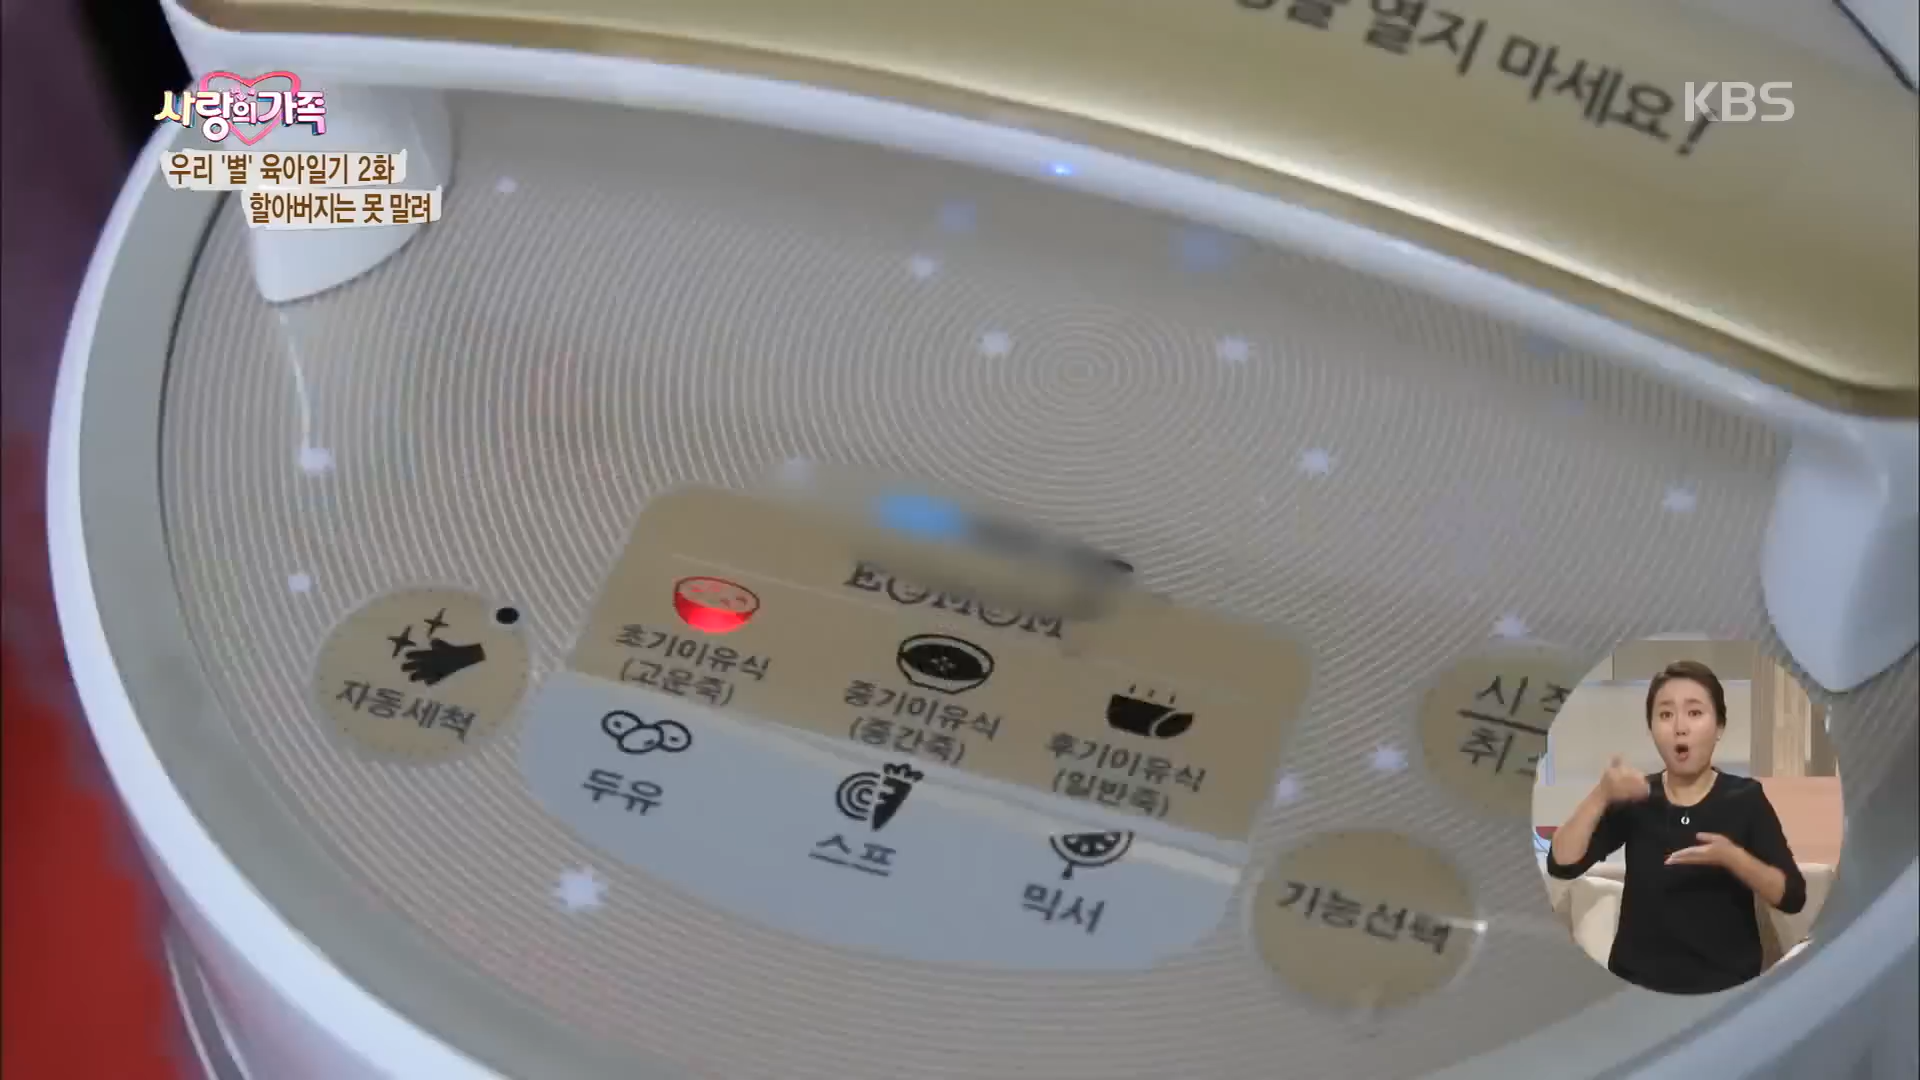 열지 마세요!
KBS
사랑의 가족
우리 '별' 육아일기 2화
할아버지는 못 말려
초기이유식
(고운죽)
중기이유식
(중간죽)
후기이유식
(일반죽)
자동세척
두유
스프
믹서
기능선택